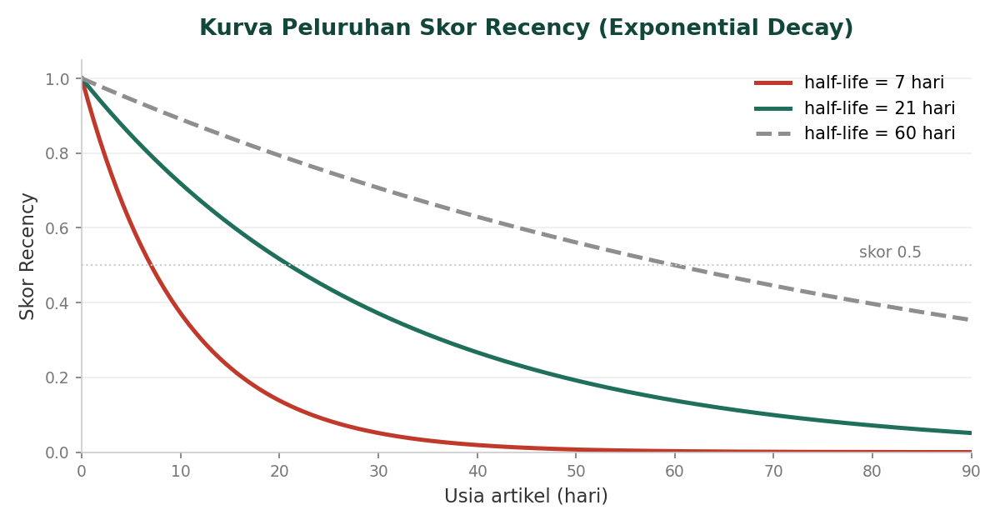 Kurva Peluruhan Skor Recency (Exponential Decay)
half-life = 7 hari
half-life = 21 hari
half-life = 60 hari
Skor Recency
1.0
0.8
0.6
0.4
0.2
0.0
skor 0.5
0 10 20 30 40 50 60 70 80 90
Usia artikel (hari)